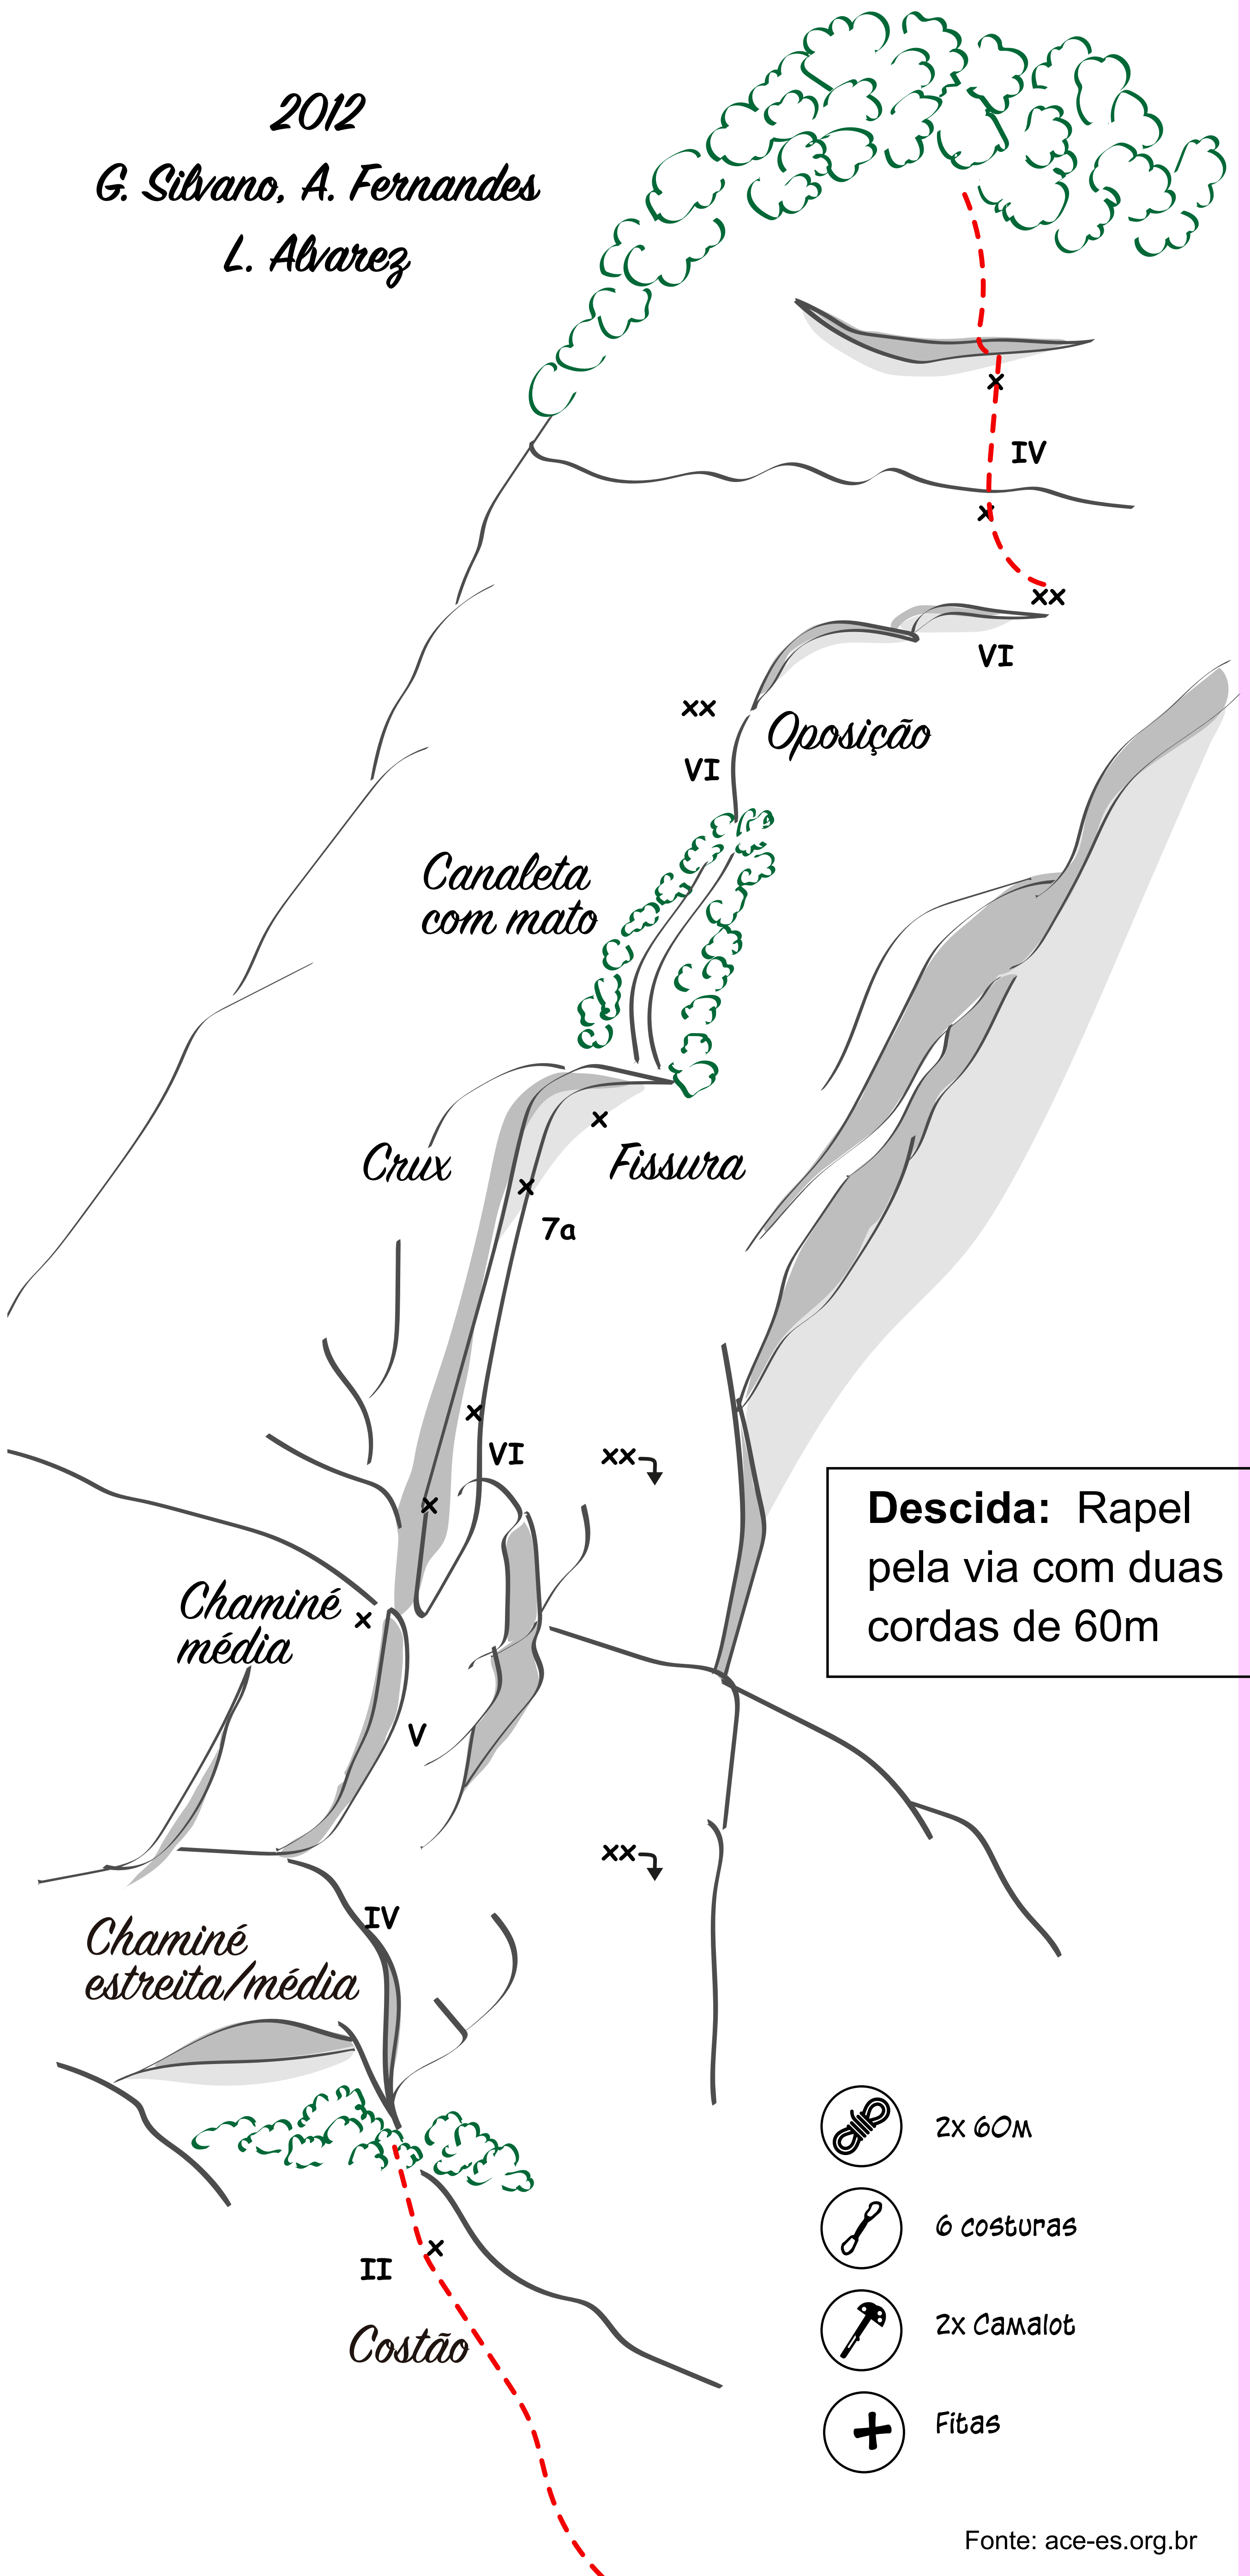 2012
G. Silvano, A. Fernandes
L. Alvarez
x
IV
x
xx
VI
xx
Oposição
VI
Canaleta
com mato
x
Crux
Fissura
x
7a
x
VI
xx
x
Descida: Rapel
pela via com duas
cordas de 60m
Chaminé
média
x
V
xx
IV
Chaminé
estreita/média
x
II
Costão
2x 60m
6 costuras
2x Camalot
Fitas
Fonte: ace-es.org.br